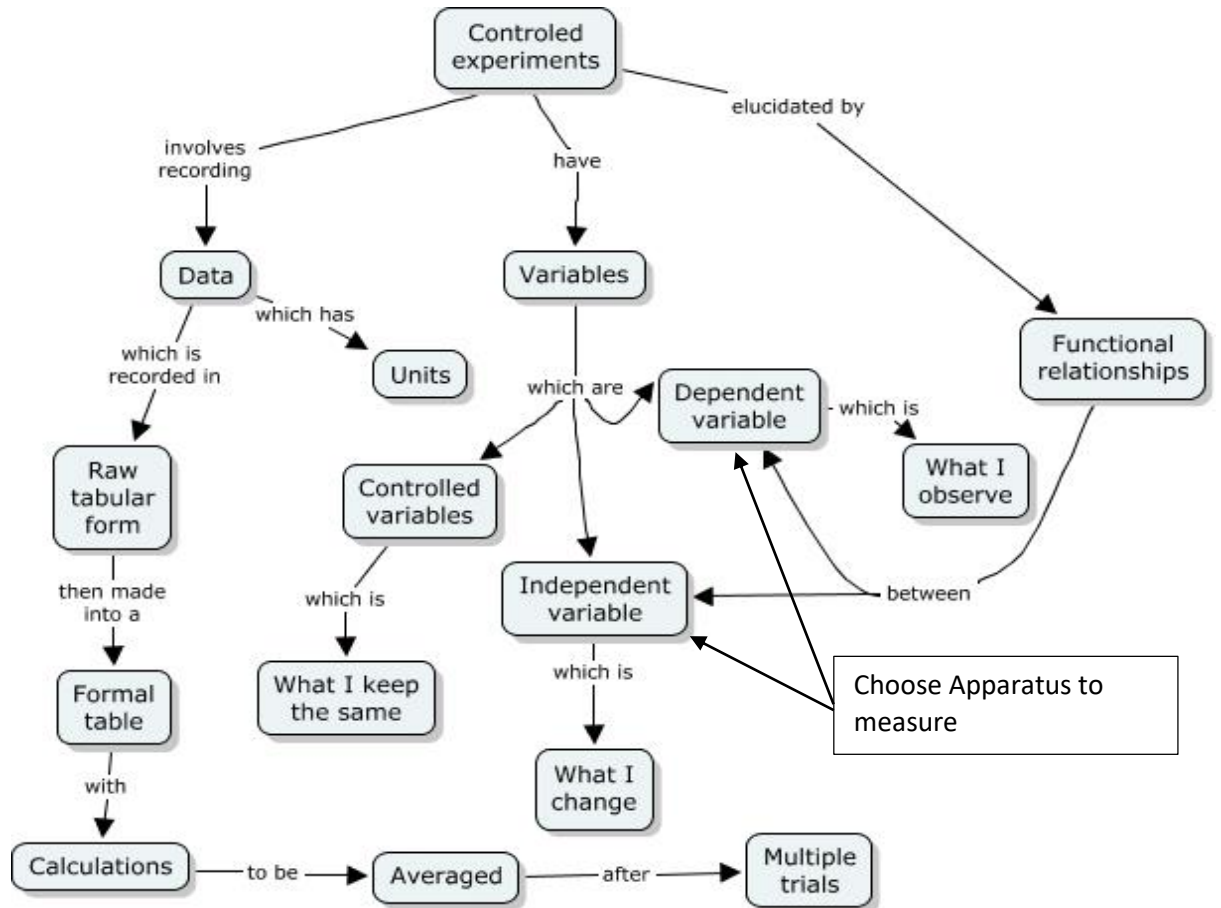 Controled
experiments
elucidated by
involves
recording
have
Data
Variables
which has
Functional
relationships
which is
recorded in
Units
which are
Dependent
variable
which is
What I
observe
Raw
tabular
form
Controlled
variables
then made
into a
which is
Independent
variable
between
Formal
table
What I keep
the same
which is
Choose Apparatus to
measure
with
What I
change
Calculations
to be
Averaged
after
Multiple
trials